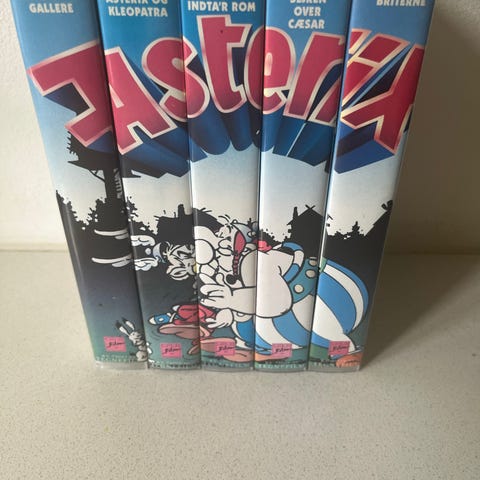 GALLERE
ASTERIX OG
KLEOPATRA
INDTA'R ROM
SEJREN
OVER
CÆSAR
BRITERNE
Asterix